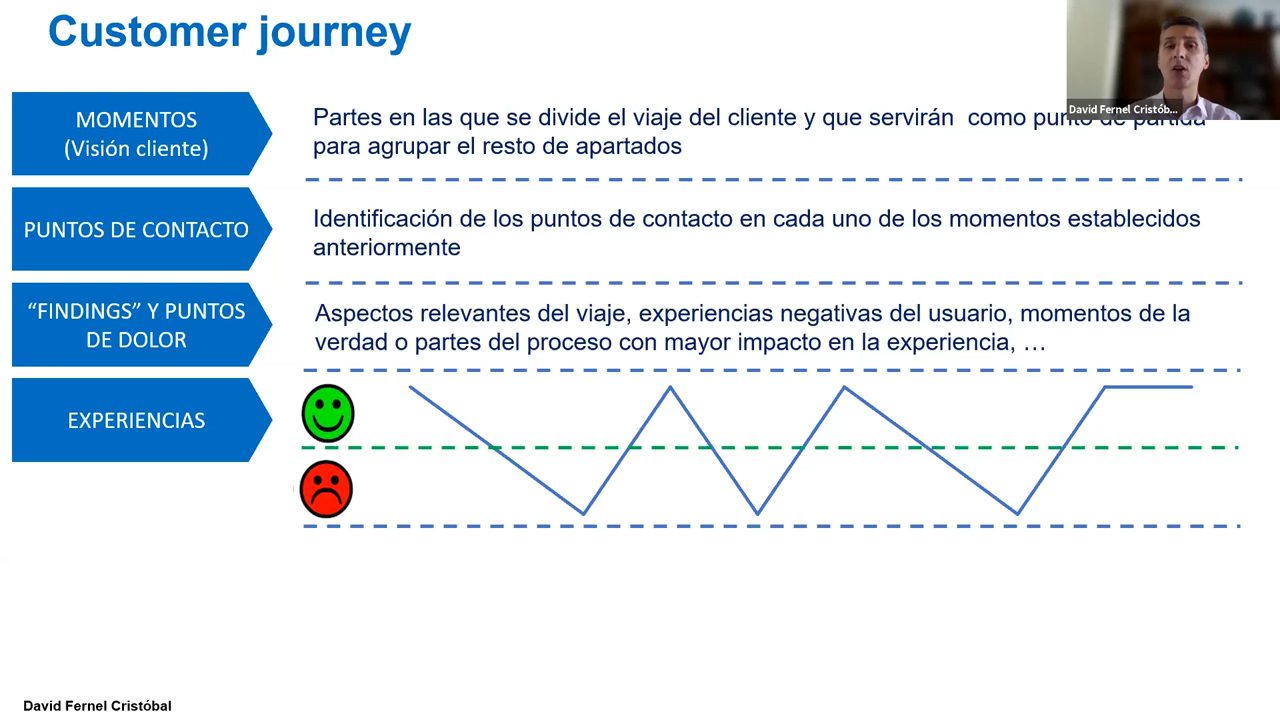 Customer journey
David Fernel Cristób...
MOMENTOS
(Visión cliente)
Partes en las que se divide el viaje del cliente y que servirán como punto de partida
para agrupar el resto de apartados
PUNTOS DE CONTACTO
Identificación de los puntos de contacto en cada uno de los momentos establecidos
anteriormente
“FINDINGS” Y PUNTOS
DE DOLOR
Aspectos relevantes del viaje, experiencias negativas del usuario, momentos de la
verdad o partes del proceso con mayor impacto en la experiencia, …
EXPERIENCIAS
David Fernel Cristóbal